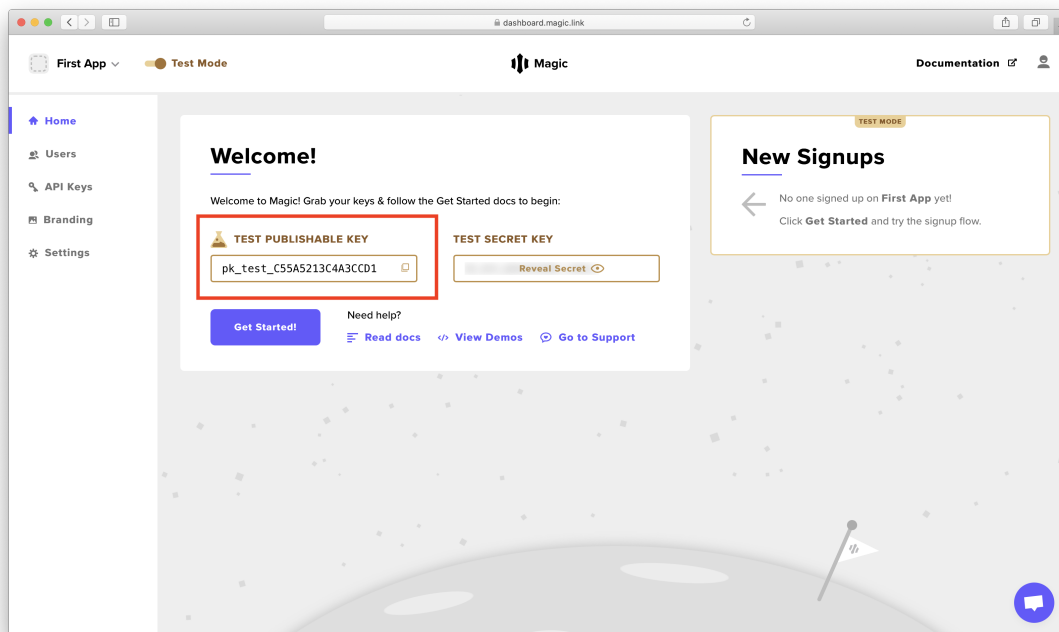 dashboard.magic.link
First App
Test Mode
Magic
Documentation
Home
Users
API Keys
Branding
Settings
Welcome!
Welcome to Magic! Grab your keys & follow the Get Started docs to begin:
TEST PUBLISHABLE KEY
pk_test_C55A5213C4A3CCD1
TEST SECRET KEY
Reveal Secret
Get Started!
Need help?
Read docs
View Demos
Go to Support
TEST MODE
New Signups
No one signed up on First App yet!
Click Get Started and try the signup flow.